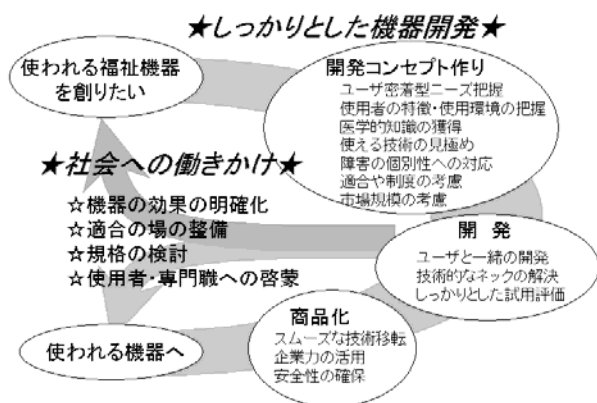 ★しっかりとした機器開発★
使われる福祉機器
を創りたい
開発コンセプト作り
ユーザ密着型ニーズ把握
使用者の特徴・使用環境の把握
医学的知識の獲得
使える技術の見極め
障害の個別性への対応
適合や制度の考慮
市場規模の考慮
★社会への働きかけ★
☆機器の効果の明確化
☆適合の場の整備
☆規格の検討
☆使用者・専門職への啓蒙
開 発
ユーザと一緒の開発
技術的なネックの解決
しっかりとした試用評価
商品化
スムーズな技術移転
企業力の活用
安全性の確保
使われる機器へ